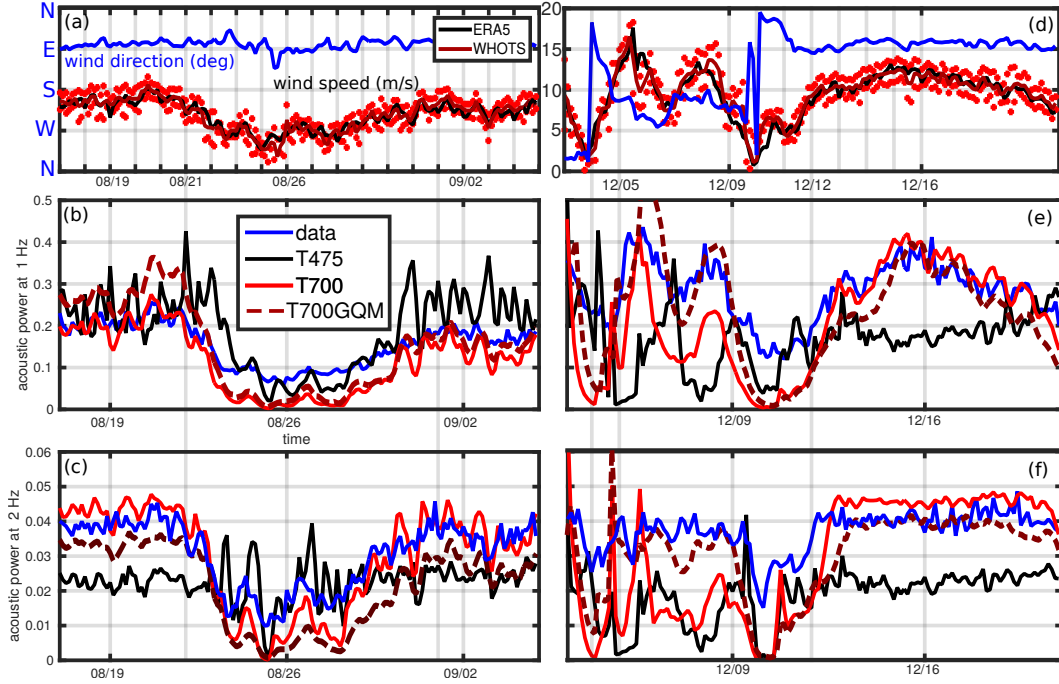 N
E
S
W
N
(a)
wind direction (deg)
wind speed (m/s)
ERA5
WHOTS
08/19
08/21
08/26
09/02
20
15
10
5
0
(d)
12/05
12/09
12/12
12/16
acoustic power at 1 Hz
0.5
0.4
0.3
0.2
0.1
0
(b)
data
T475
T700
T700GQM
08/19
08/26
09/02
time
(e)
12/09
12/16
acoustic power at 2 Hz
0.06
0.05
0.04
0.03
0.02
0.01
0
(c)
08/19
08/26
09/02
(f)
12/09
12/16